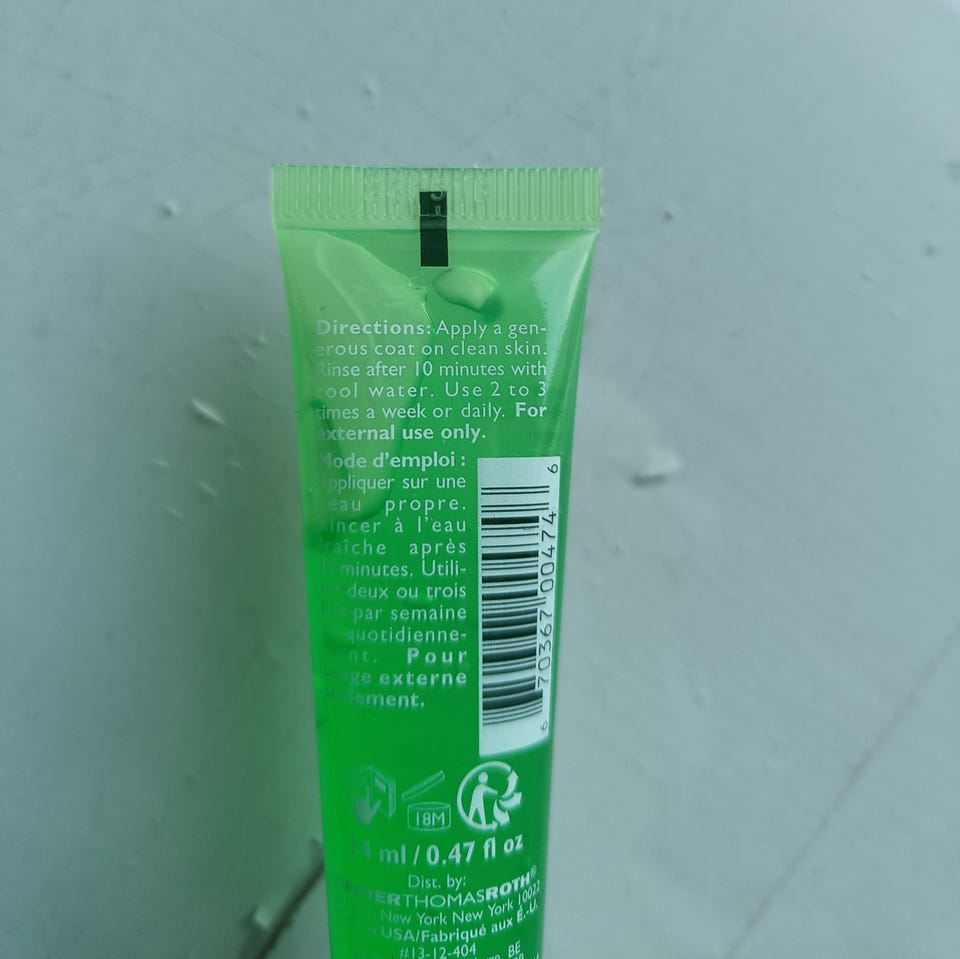 Directions: Apply a gen-
erous coat on clean skin.
Rinse after 10 minutes with
cool water. Use 2 to 3
times a week or daily. For
external use only.
Mode d'emploi :
Appliquer sur une
peau propre.
Rincer à l'eau
fraîche après
minutes. Utili-
deux ou trois
par semaine
quotidienne-
Pour
externe
6 70367 00474 6
18M
ml / 0.47 fl oz
Dist. by:
PETERTHOMASROTH®
New York New York 10022
USA/Fabriqué aux É.-U.
#13-12-404
BE